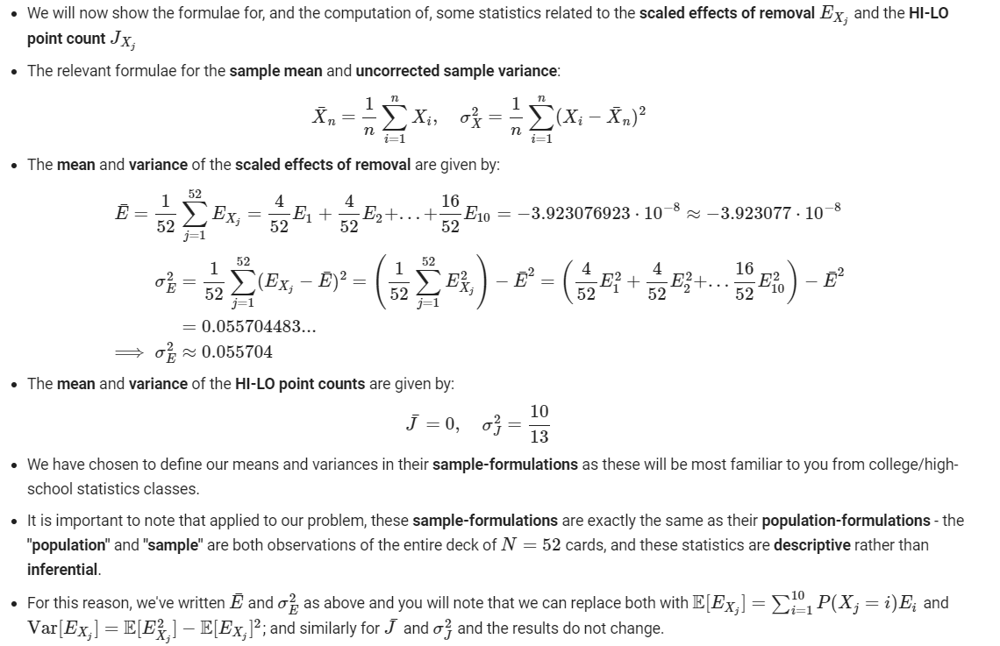 • We will now show the formulae for, and the computation of, some statistics related to the scaled effects of removal $E_{X_j}$ and the HI-LO
point count $J_{X_j}$
• The relevant formulae for the sample mean and uncorrected sample variance:
$\bar{X}_n = \frac{1}{n} \sum_{i=1}^{n} X_i, \quad \sigma_X^2 = \frac{1}{n} \sum_{i=1}^{n} (X_i - \bar{X}_n)^2$
• The mean and variance of the scaled effects of removal are given by:
$\bar{E} = \frac{1}{52} \sum_{j=1}^{52} E_{X_j} = \frac{4}{52} E_1 + \frac{4}{52} E_2 + \ldots + \frac{16}{52} E_{10} = -3.923076923 \cdot 10^{-8} \approx -3.923077 \cdot 10^{-8}$
$\sigma_E^2 = \frac{1}{52} \sum_{j=1}^{52} (E_{X_j} - \bar{E})^2 = \left( \frac{1}{52} \sum_{j=1}^{52} E_{X_j}^2 \right) - \bar{E}^2 = \left( \frac{4}{52} E_1^2 + \frac{4}{52} E_2^2 + \ldots \frac{16}{52} E_{10}^2 \right) - \bar{E}^2$
$= 0.055704483...$
$\implies \sigma_E^2 \approx 0.055704$
• The mean and variance of the HI-LO point counts are given by:
$\bar{J} = 0, \quad \sigma_J^2 = \frac{10}{13}$
• We have chosen to define our means and variances in their sample-formulations as these will be most familiar to you from college/high-
school statistics classes.
• It is important to note that applied to our problem, these sample-formulations are exactly the same as their population-formulations - the
"population" and "sample" are both observations of the entire deck of $N = 52$ cards, and these statistics are descriptive rather than
inferential.
• For this reason, we've written $\bar{E}$ and $\sigma_E^2$ as above and you will note that we can replace both with $\mathbb{E}[E_{X_j}] = \sum_{i=1}^{10} P(X_j = i) E_i$ and
$\text{Var}[E_{X_j}] = \mathbb{E}[E_{X_j}^2] - \mathbb{E}[E_{X_j}]^2$; and similarly for $\bar{J}$ and $\sigma_J^2$ and the results do not change.